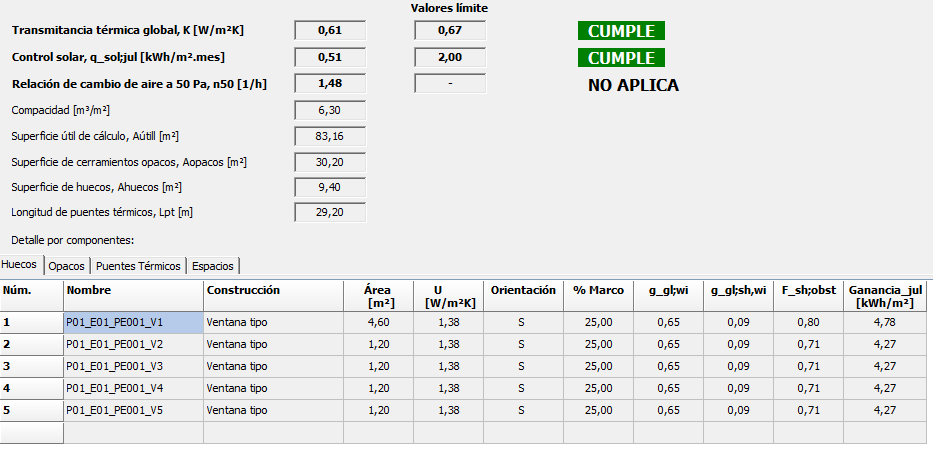 Valores límite
Transmitancia térmica global, K [W/m²K] 0,61 0,67 CUMPLE
Control solar, q_sol;jul [kWh/m².mes] 0,51 2,00 CUMPLE
Relación de cambio de aire a 50 Pa, n50 [1/h] 1,48 - NO APLICA
Compacidad [m³/m²] 6,30
Superficie útil de cálculo, Aútill [m²] 83,16
Superficie de cerramientos opacos, Aopacos [m²] 30,20
Superficie de huecos, Ahuecos [m²] 9,40
Longitud de puentes térmicos, Lpt [m] 29,20
Detalle por componentes:
Huecos Opacos Puentes Térmicos Espacios
Núm. Nombre Construcción Área [m²] U [W/m²K] Orientación % Marco g_gl;wi g_gl;sh,wi F_sh;obst Ganancia_jul [kWh/m²]
1 P01_E01_PE001_V1 Ventana tipo 4,60 1,38 S 25,00 0,65 0,09 0,80 4,78
2 P01_E01_PE001_V2 Ventana tipo 1,20 1,38 S 25,00 0,65 0,09 0,71 4,27
3 P01_E01_PE001_V3 Ventana tipo 1,20 1,38 S 25,00 0,65 0,09 0,71 4,27
4 P01_E01_PE001_V4 Ventana tipo 1,20 1,38 S 25,00 0,65 0,09 0,71 4,27
5 P01_E01_PE001_V5 Ventana tipo 1,20 1,38 S 25,00 0,65 0,09 0,71 4,27